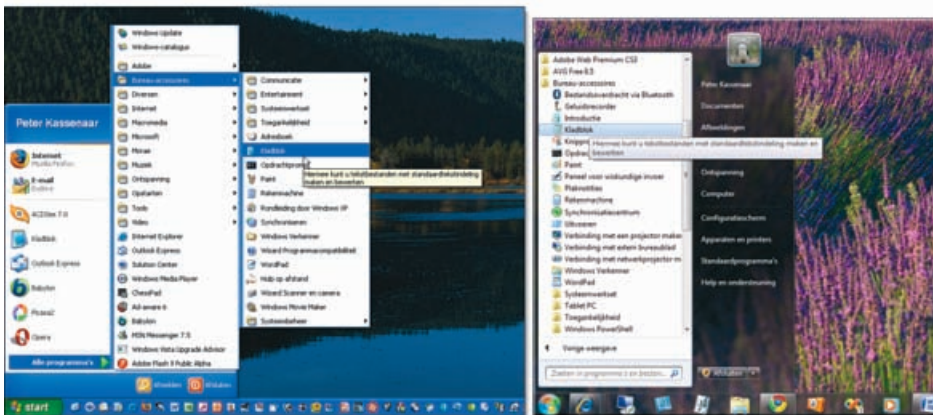 Peter Kassenaar
Internet
Mozilla Firefox
E-mail
Outlook
ACDSee 7.0
Kladblok
Outlook Express
Babylon
Picasa2
Opera
Alle programma's
Windows Update
Windows-catalogus
Adobe
Bureau-accessoires
Diversen
Internet
Macromedia
Microsoft
Muziek
Ontspanning
Opstarten
Tools
Video
Internet Explorer
Outlook Express
Solution Center
Windows Media Player
ChessPad
Ad-aware 6
Babylon
MSN Messenger 7.5
Windows Vista Upgrade Advisor
Adobe Flash 9 Public Alpha
Communicatie
Entertainment
Systeemwerkset
Toegankelijkheid
Adresboek
Kladblok
Opdrachtprompt
Hiermee kunt u tekstbestanden met standaardtekstindeling
maken en bewerken
Paint
Rekenmachine
Rondleiding door Windows XP
Synchroniseren
Windows Verkenner
Wizard Programmacompatibiliteit
WordPad
Hulp op afstand
Wizard Scanner en camera
Windows Movie Maker
Systeembeheer
Afmelden
Afsluiten
start
Adobe Web Premium CS3
AVG Free 8.5
Bureau-accessoires
Bestandsoverdracht via Bluetooth
Geluidsrecorder
Introductie
Kladblok
Hiermee kunt u tekstbestanden met standaardtekstindeling maken en
bewerken
Paint
Paneel voor wiskundige invoer
Plaknotities
Rekenmachine
Synchronisatiecentrum
Uitvoeren
Verbinding met een projector maken
Verbinding met extern bureaublad
Verbinding met netwerkprojector m
Windows Verkenner
WordPad
Systeemwerkset
Tablet PC
Toegankelijkheid
Windows PowerShell
Vorige weergave
Zoeken in programma's en bestan
Peter Kassenaar
Documenten
Afbeeldingen
Ontspanning
Computer
Configuratiescherm
Apparaten en printers
Standaardprogramma's
Help en ondersteuning
Afsluiten